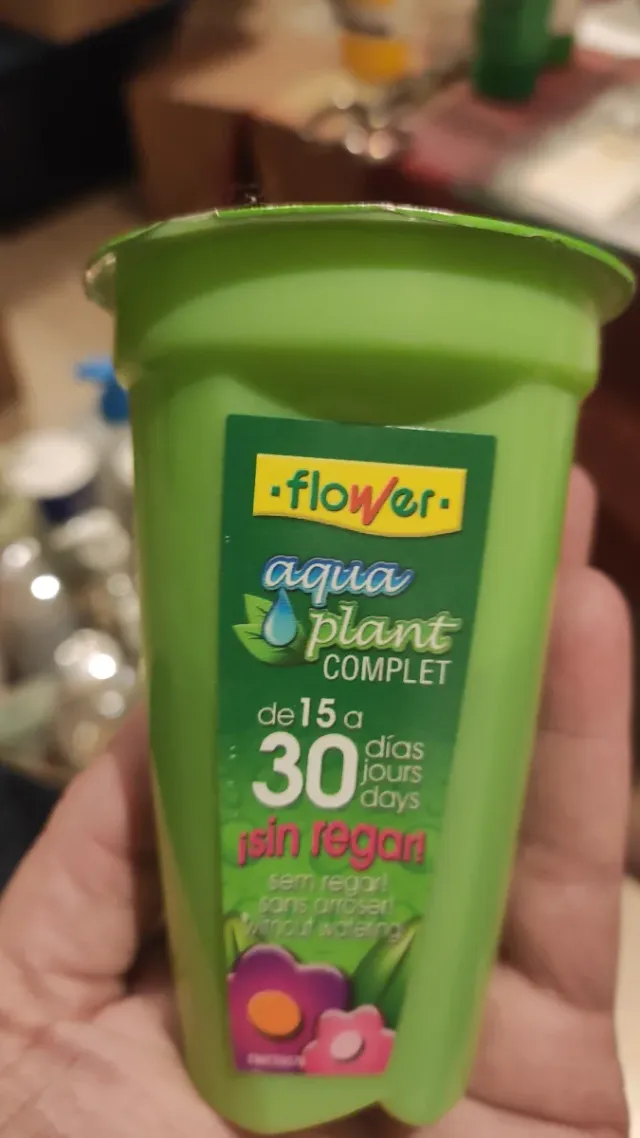 ·flower·
aqua
plant
COMPLET
de 15 a
30 días
jours
days
¡sin regar!
sem regar!
sans arroser!
without watering